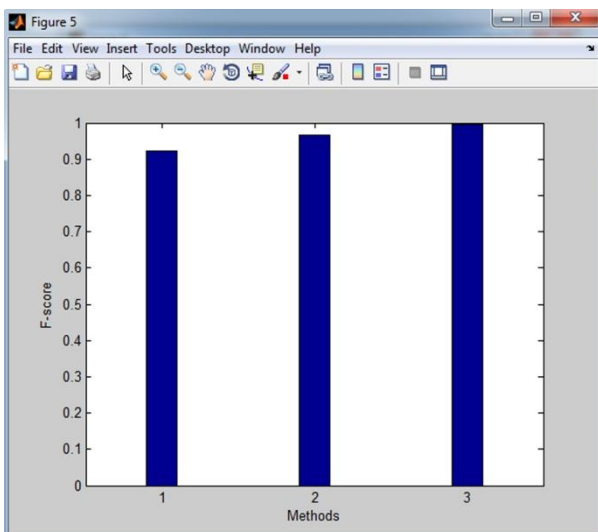 Figure 5
File Edit View Insert Tools Desktop Window Help
1
0.9
0.8
0.7
0.6
0.5
0.4
0.3
0.2
0.1
0
F-score
1 2 3
Methods